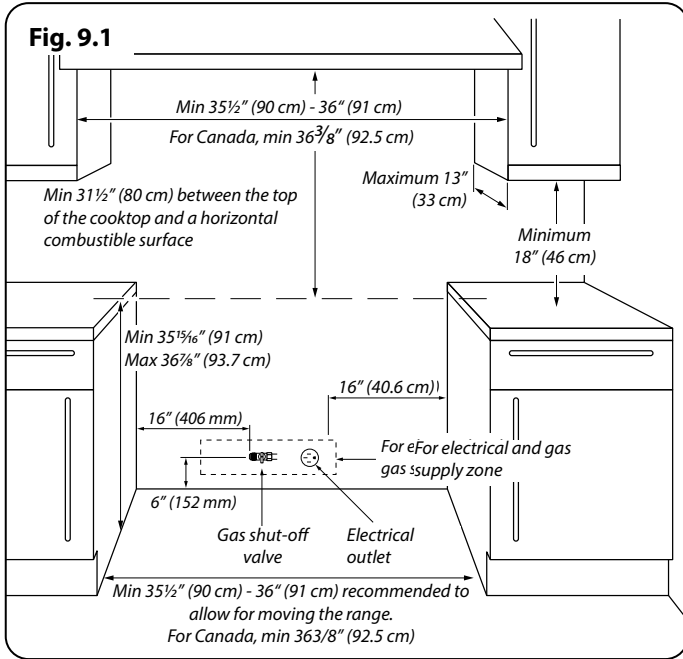 Fig. 9.1
Min 35½" (90 cm) - 36" (91 cm)
For Canada, min 36 3/8" (92.5 cm)
Maximum 13"
(33 cm)
Min 31½" (80 cm) between the top
of the cooktop and a horizontal
combustible surface
Minimum
18" (46 cm)
Min 35 15/16" (91 cm)
Max 36⅞" (93.7 cm)
16" (40.6 cm)
16" (406 mm)
For electrical and gas
supply zone
6" (152 mm)
Gas shut-off
valve
Electrical
outlet
Min 35½" (90 cm) - 36" (91 cm) recommended to
allow for moving the range.
For Canada, min 363/8" (92.5 cm)